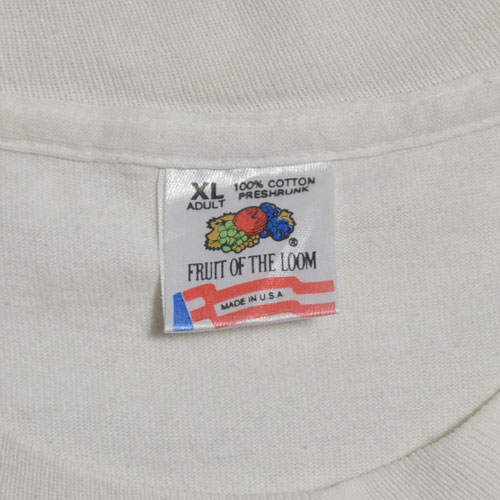 XL 100% COTTON
ADULT PRESHRUNK
®
FRUIT OF THE LOOM
MADE IN U.S.A